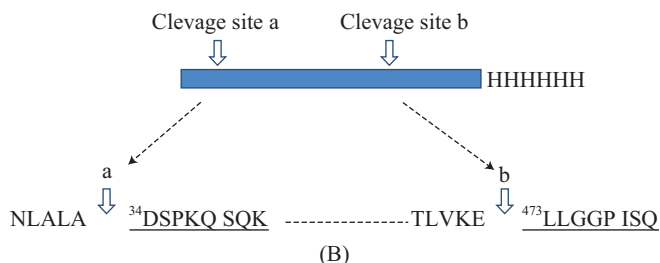 Clevage site a Clevage site b
HHHHHH
a b
NLALA ³⁴DSPKQ SQK TLVKE ⁴⁷³LLGGP ISQ
(B)